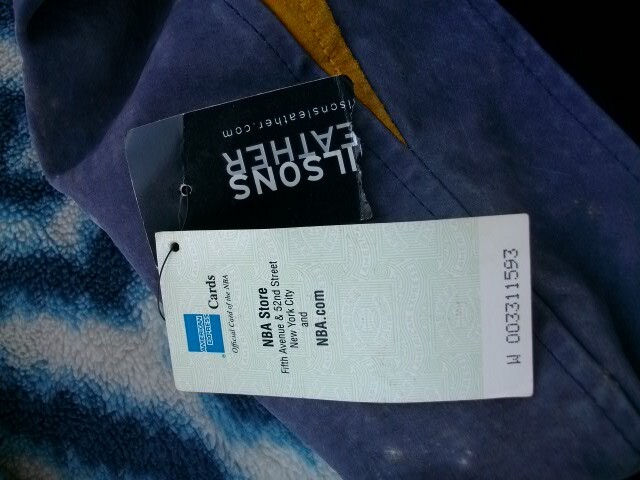 ilsonsleather.com
ILSONS
EATHER
AMERICAN
EXPRESS
Cards
Official Card of the NBA
NBA Store
Fifth Avenue & 52nd Street
New York City
and
NBA.com
W 003311593